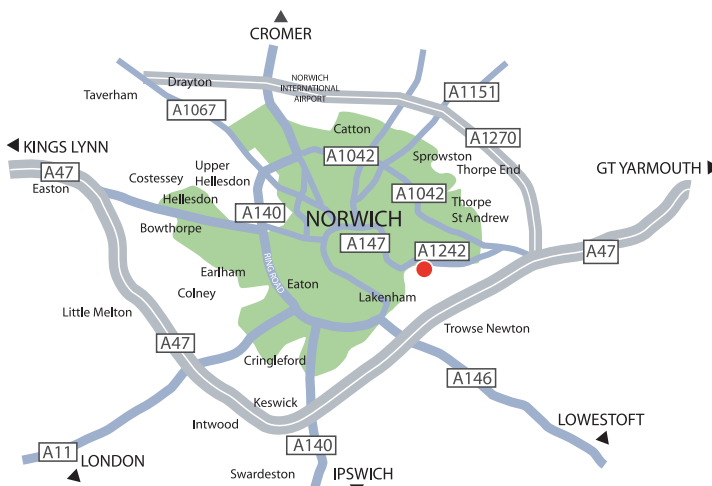 CROMER
NORWICH
INTERNATIONAL
AIRPORT
Drayton
Taverham
A1151
A1067
Catton
A1270
KINGS LYNN
A1042
Sprowston
Upper
Hellesdon
Thorpe End
GT YARMOUTH
A47
Costessey
Easton
Hellesdon
A1042
Thorpe
St Andrew
A140
NORWICH
Bowthorpe
A147
A1242
A47
RING ROAD
Earlham
Eaton
Colney
Lakenham
Little Melton
Trowse Newton
A47
Cringleford
A146
Keswick
Intwood
LOWESTOFT
A140
A11
LONDON
Swardeston
IPSWICH